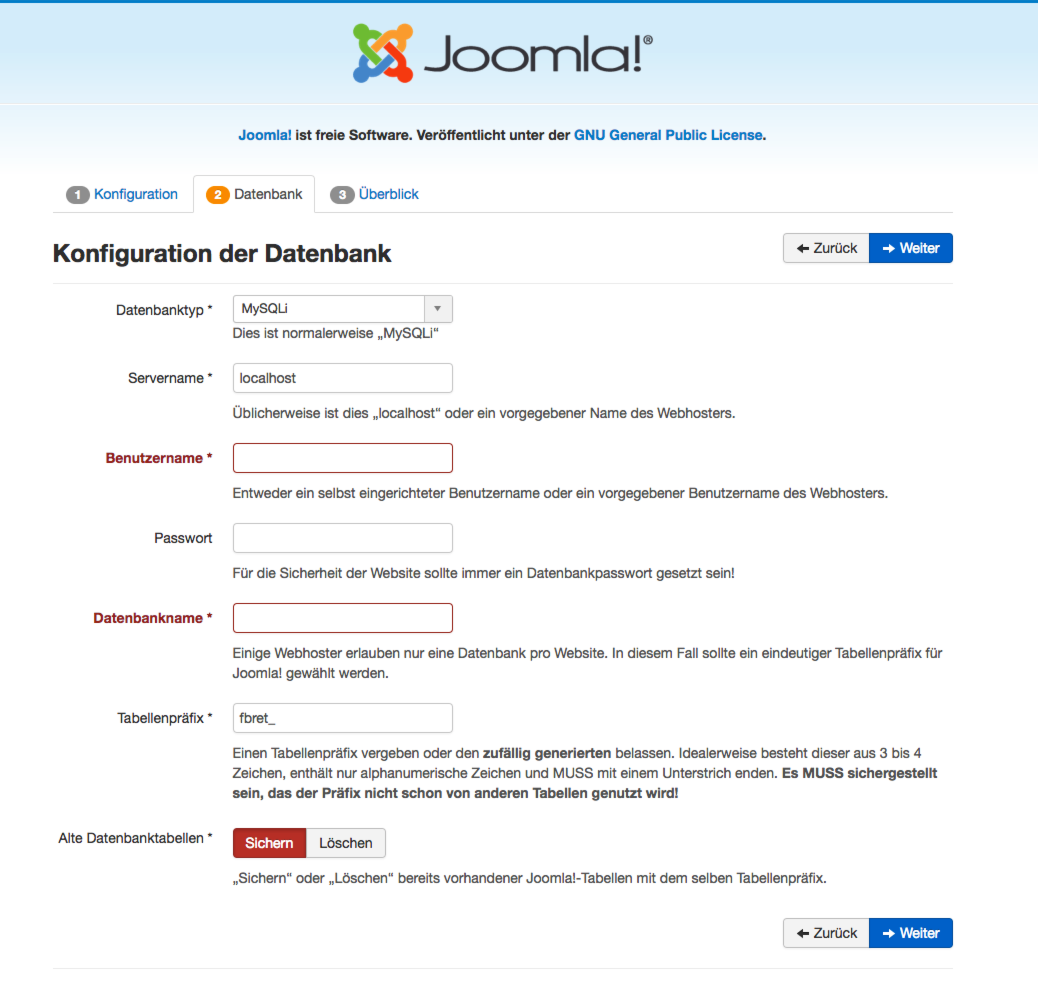 Joomla!®
Joomla! ist freie Software. Veröffentlicht unter der GNU General Public License.
1 Konfiguration 2 Datenbank 3 Überblick
Konfiguration der Datenbank
Zurück Weiter
Datenbanktyp * MySQLi
Dies ist normalerweise „MySQLi“
Servername * localhost
Üblicherweise ist dies „localhost“ oder ein vorgegebener Name des Webhosters.
Benutzername *
Entweder ein selbst eingerichteter Benutzername oder ein vorgegebener Benutzername des Webhosters.
Passwort
Für die Sicherheit der Website sollte immer ein Datenbankpasswort gesetzt sein!
Datenbankname *
Einige Webhoster erlauben nur eine Datenbank pro Website. In diesem Fall sollte ein eindeutiger Tabellenpräfix für
Joomla! gewählt werden.
Tabellenpräfix * fbret_
Einen Tabellenpräfix vergeben oder den zufällig generierten belassen. Idealerweise besteht dieser aus 3 bis 4
Zeichen, enthält nur alphanumerische Zeichen und MUSS mit einem Unterstrich enden. Es MUSS sichergestellt
sein, das der Präfix nicht schon von anderen Tabellen genutzt wird!
Alte Datenbanktabellen * Sichern Löschen
„Sichern“ oder „Löschen“ bereits vorhandener Joomla!-Tabellen mit dem selben Tabellenpräfix.
Zurück Weiter